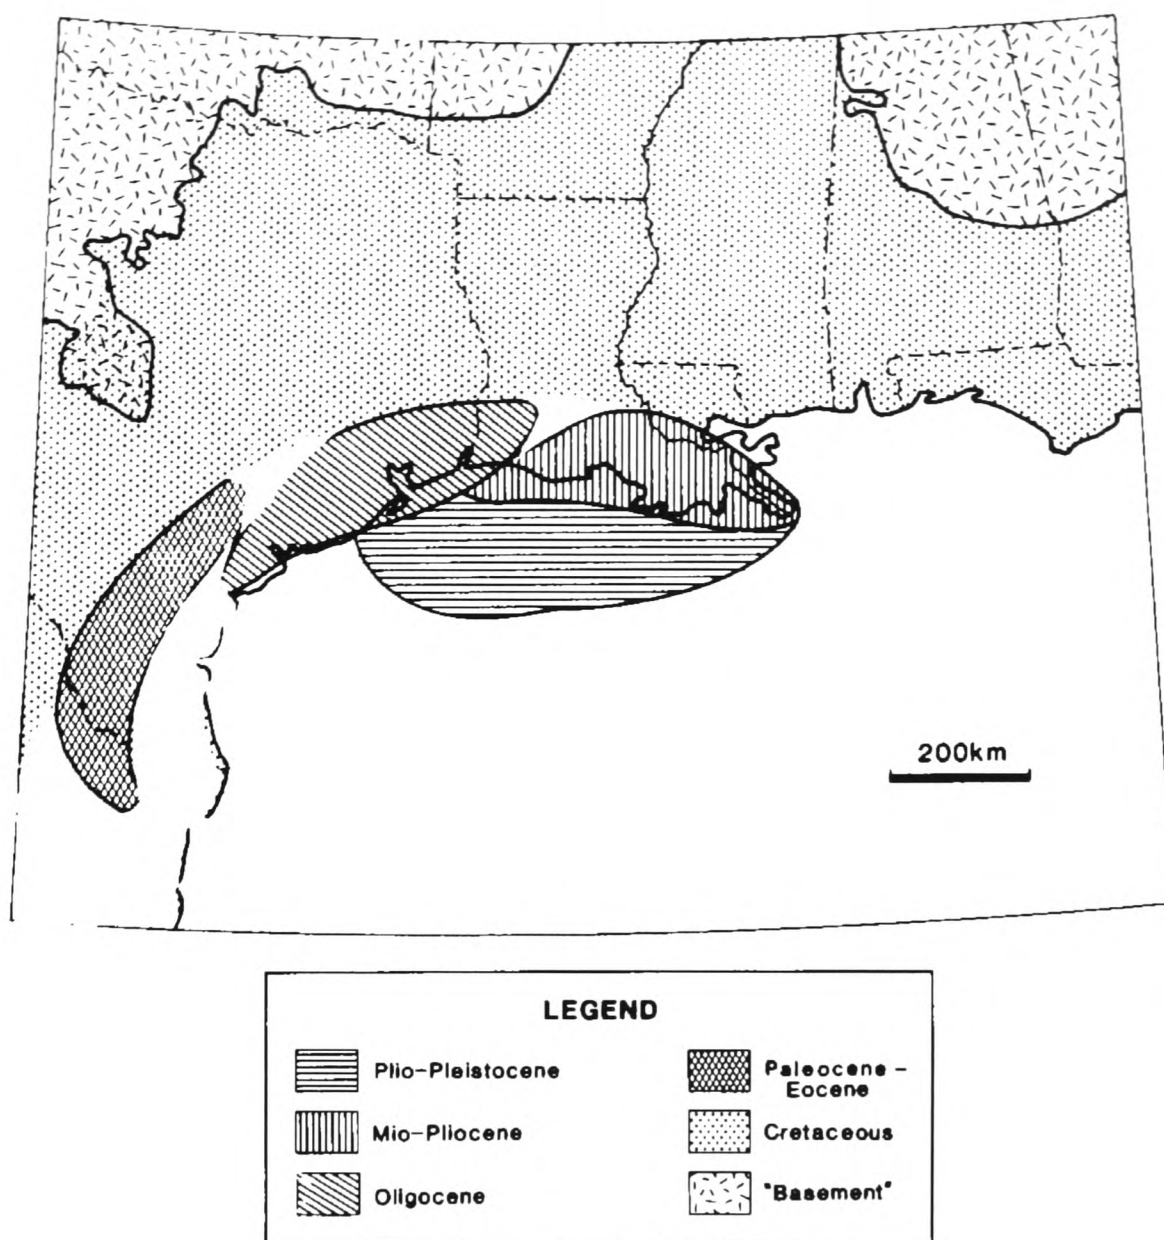 200km
LEGEND
Plio-Pleistocene
Mio-Pliocene
Oligocene
Paleocene-
Eocene
Cretaceous
"Basement"